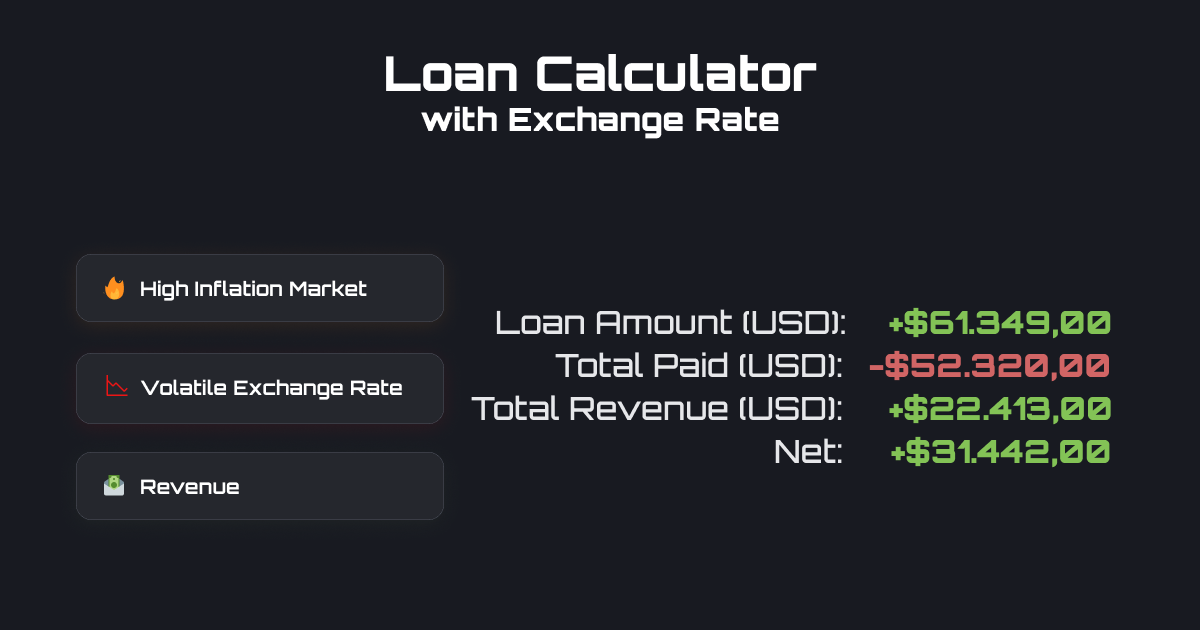 Loan Calculator
with Exchange Rate
High Inflation Market
Volatile Exchange Rate
Revenue
Loan Amount (USD): +$61.349,00
Total Paid (USD): -$52.320,00
Total Revenue (USD): +$22.413,00
Net: +$31.442,00